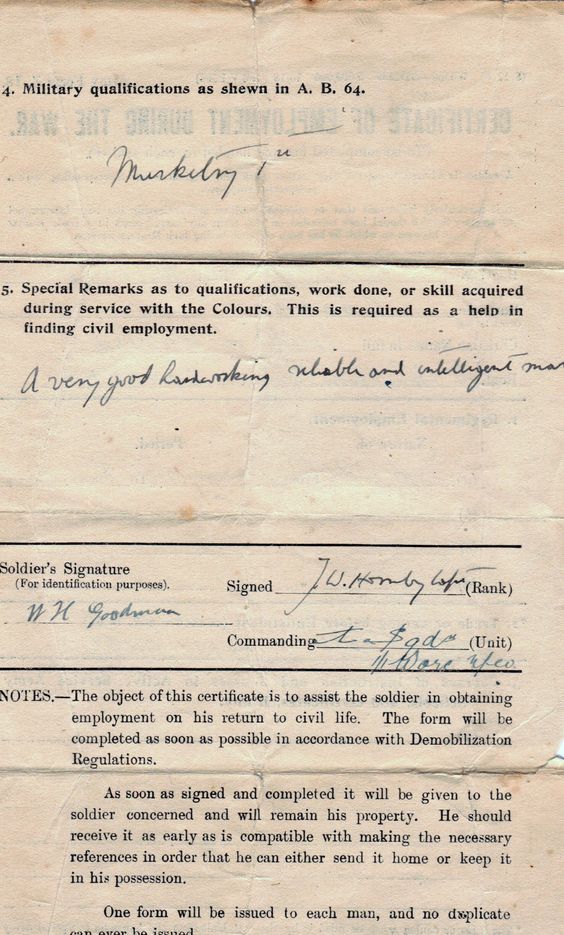 4. Military qualifications as shewn in A. B. 64.
Musketry 1
5. Special Remarks as to qualifications, work done, or skill acquired
during service with the Colours. This is required as a help in
finding civil employment.
A very good hardworking reliable and intelligent man
Soldier's Signature
(For identification purposes).
Signed J. W. Hornby Capt (Rank)
W H Goodman
Commanding (Unit)
NOTES.—The object of this certificate is to assist the soldier in obtaining
employment on his return to civil life. The form will be
completed as soon as possible in accordance with Demobilization
Regulations.
As soon as signed and completed it will be given to the
soldier concerned and will remain his property. He should
receive it as early as is compatible with making the necessary
references in order that he can either send it home or keep it
in his possession.
One form will be issued to each man, and no duplicate
can ever be issued